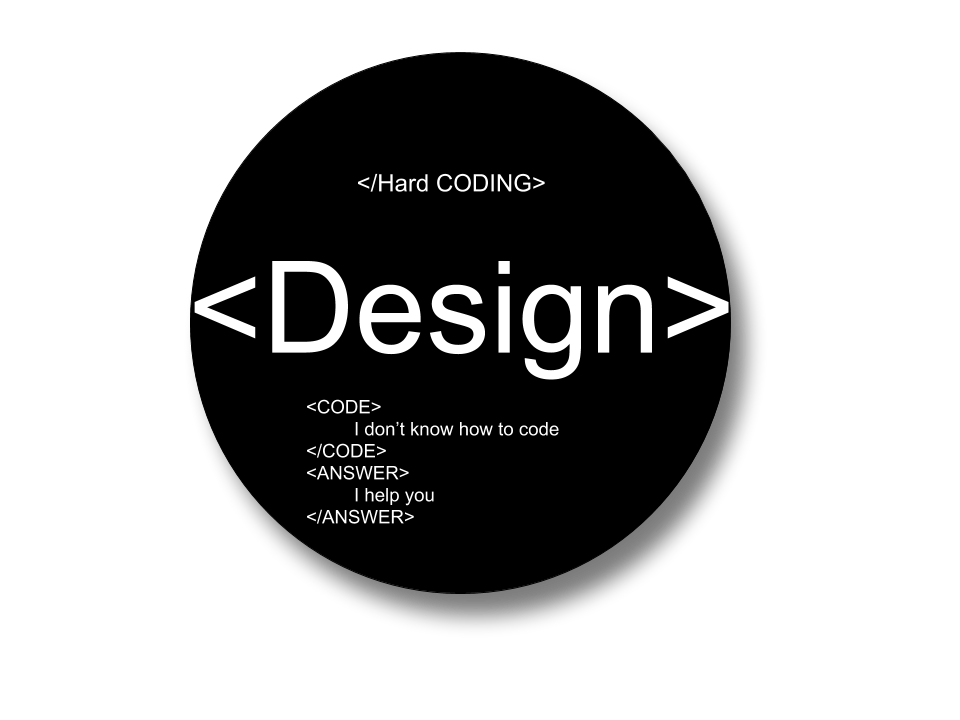 </Hard CODING>
<Design>
<CODE>
I don’t know how to code
</CODE>
<ANSWER>
I help you
</ANSWER>